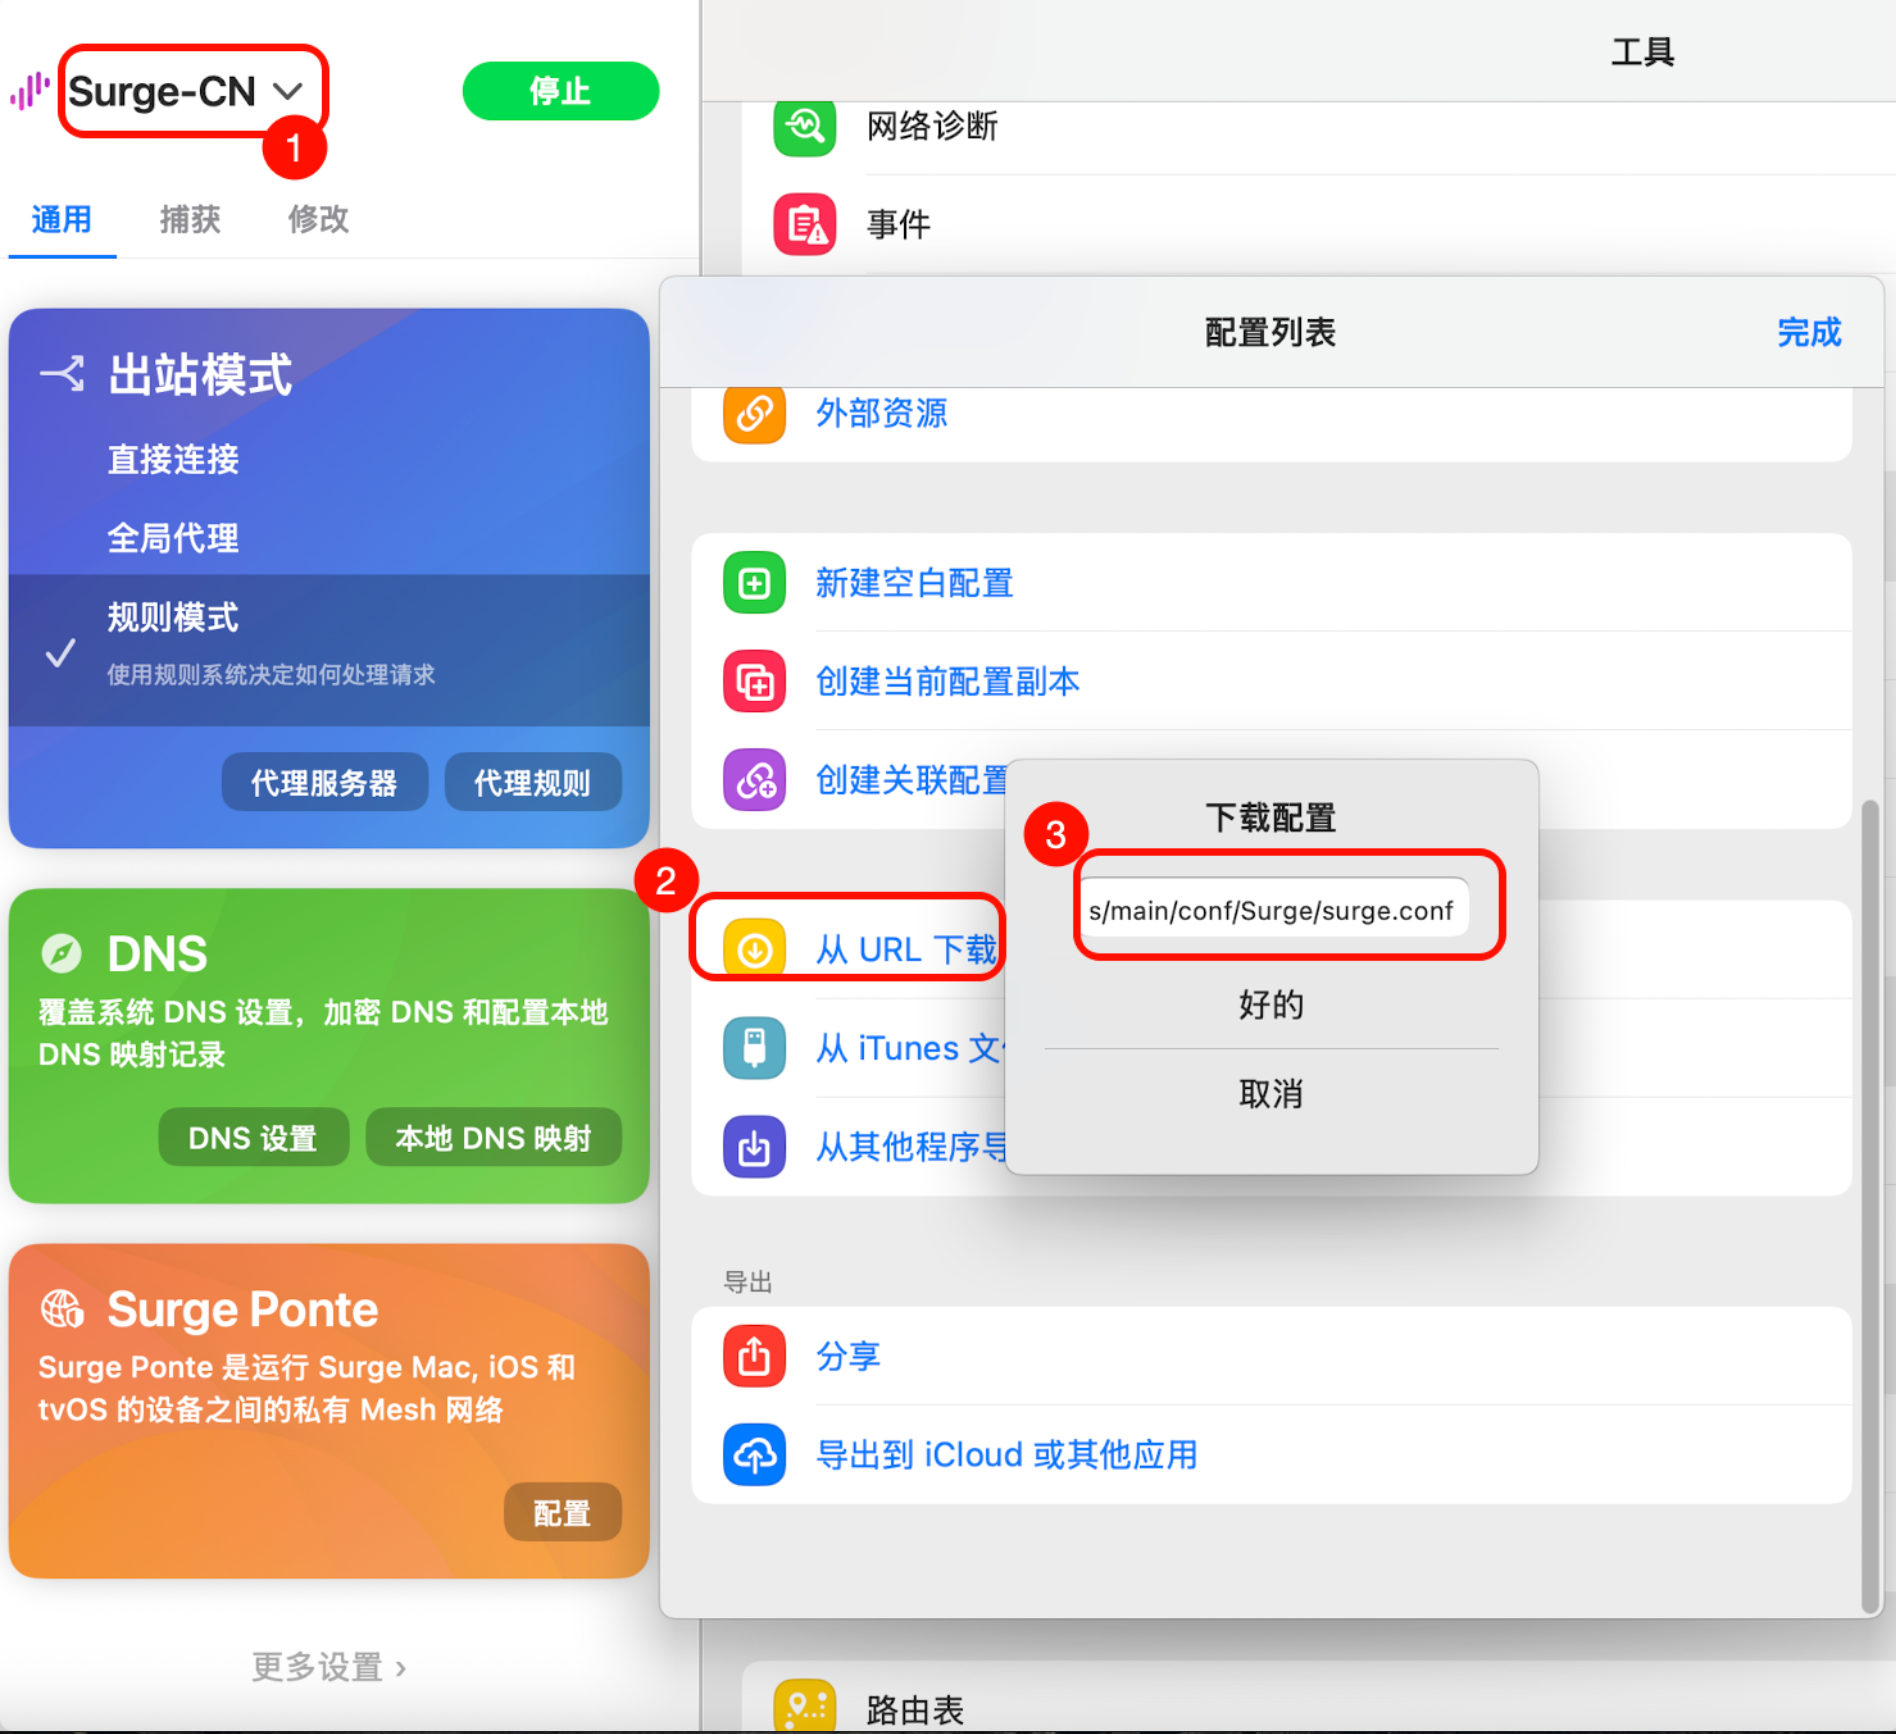 Surge-CN
1
停止
通用
捕获
修改
出站模式
直接连接
全局代理
规则模式
使用规则系统决定如何处理请求
代理服务器
代理规则
DNS
覆盖系统 DNS 设置，加密 DNS 和配置本地
DNS 映射记录
DNS 设置
本地 DNS 映射
Surge Ponte
Surge Ponte 是运行 Surge Mac, iOS 和
tvOS 的设备之间的私有 Mesh 网络
配置
更多设置 ›
工具
网络诊断
事件
配置列表
完成
外部资源
新建空白配置
创建当前配置副本
创建关联配置
2
从 URL 下载
从 iTunes 文
从其他程序导
3
下载配置
s/main/conf/Surge/surge.conf
好的
取消
导出
分享
导出到 iCloud 或其他应用
路由表